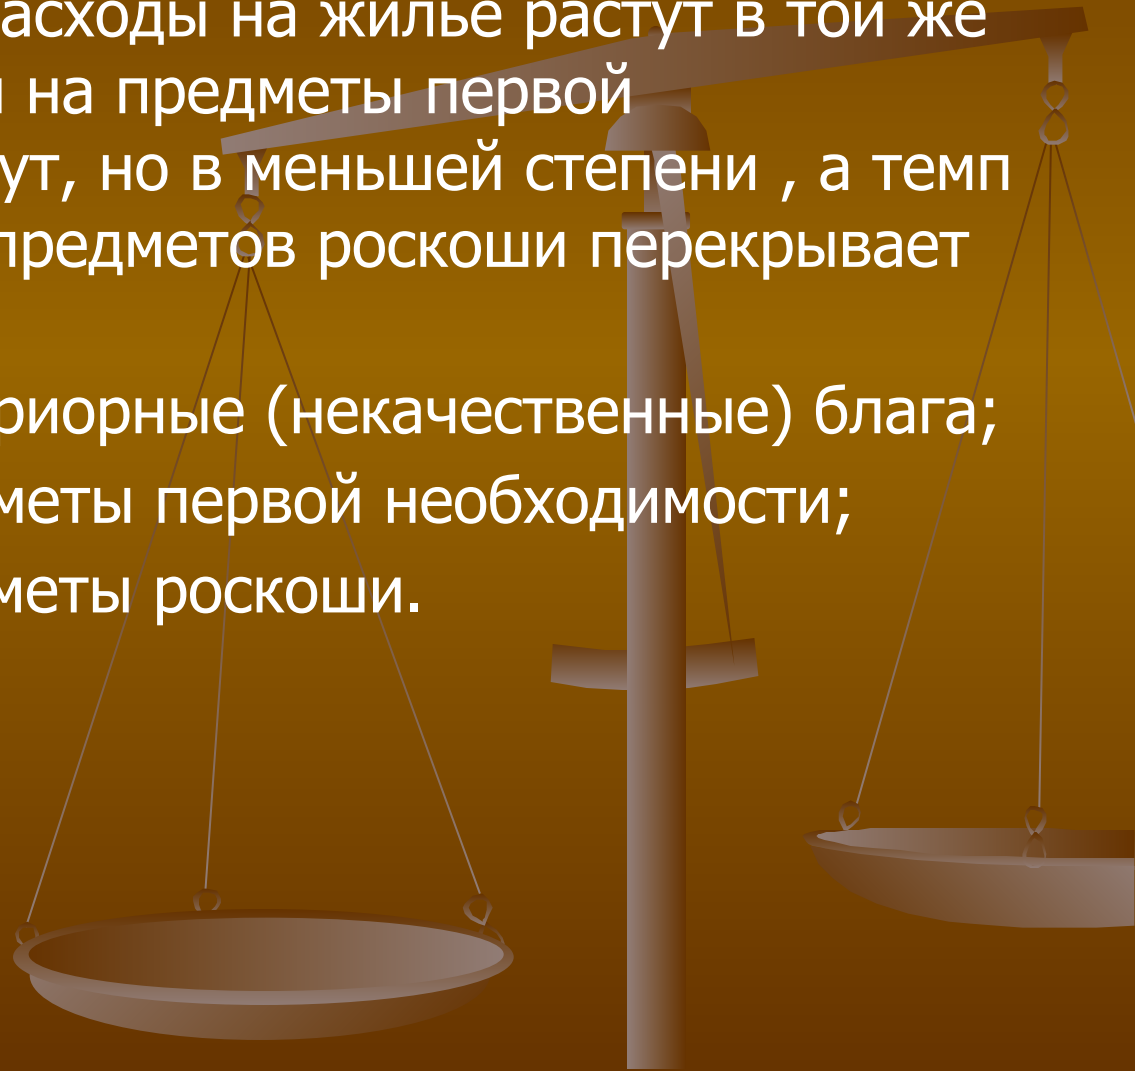 асходы на жилье растут в той же
на предметы первой
ут, но в меньшей степени , а темп
предметов роскоши перекрывает
риорные (некачественные) блага;
меты первой необходимости;
меты роскоши.